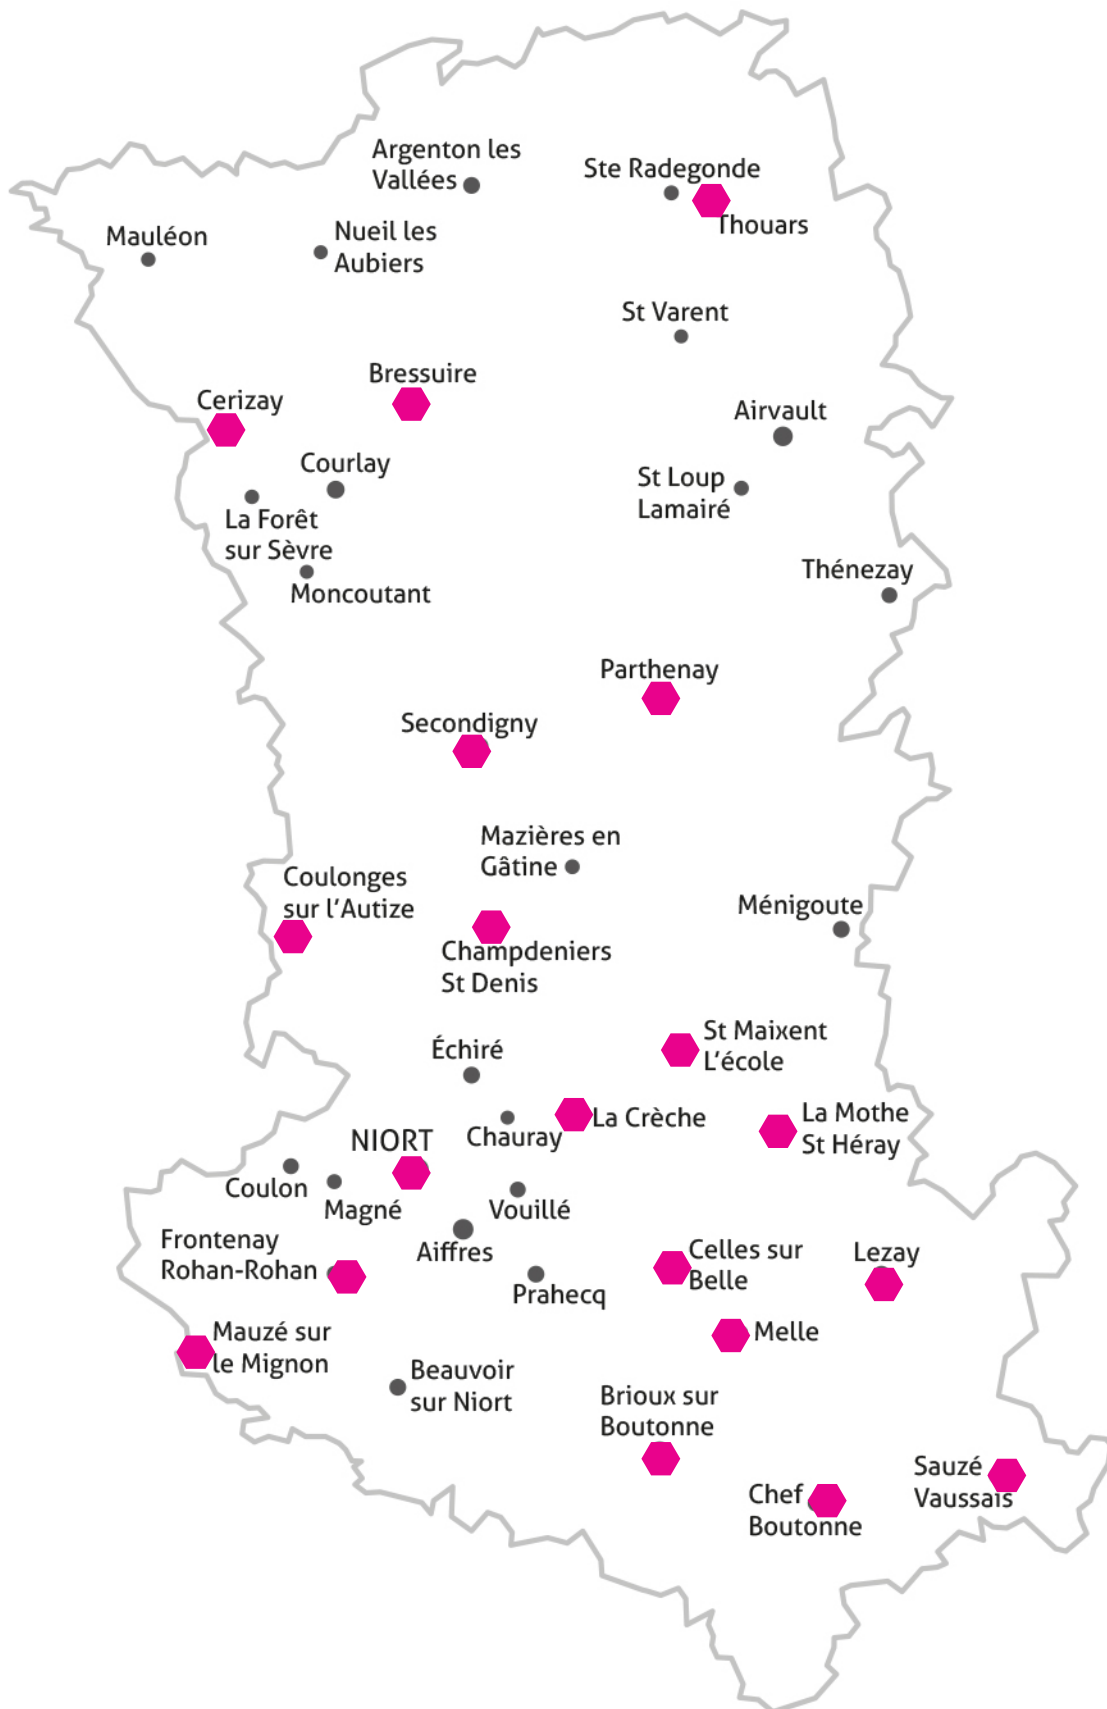 Argenton les
Vallées
Ste Radegonde
Thouars
Mauléon
Nueil les
Aubiers
St Varent
Bressuire
Cerizay
Airvault
Courlay
St Loup
Lamairé
La Forêt
sur Sèvre
Thénezay
Moncoutant
Parthenay
Secondigny
Mazières en
Gâtine
Coulonges
sur l'Autize
Ménigoute
Champdeniers
St Denis
St Maixent
L'école
Échiré
La Crèche
La Mothe
St Héray
Chauray
NIORT
Coulon
Magné
Vouillé
Aiffres
Frontenay
Rohan-Rohan
Celles sur
Belle
Lezay
Prahecq
Mauzé sur
le Mignon
Melle
Beauvoir
sur Niort
Brioux sur
Boutonne
Sauzé
Vaussais
Chef
Boutonne